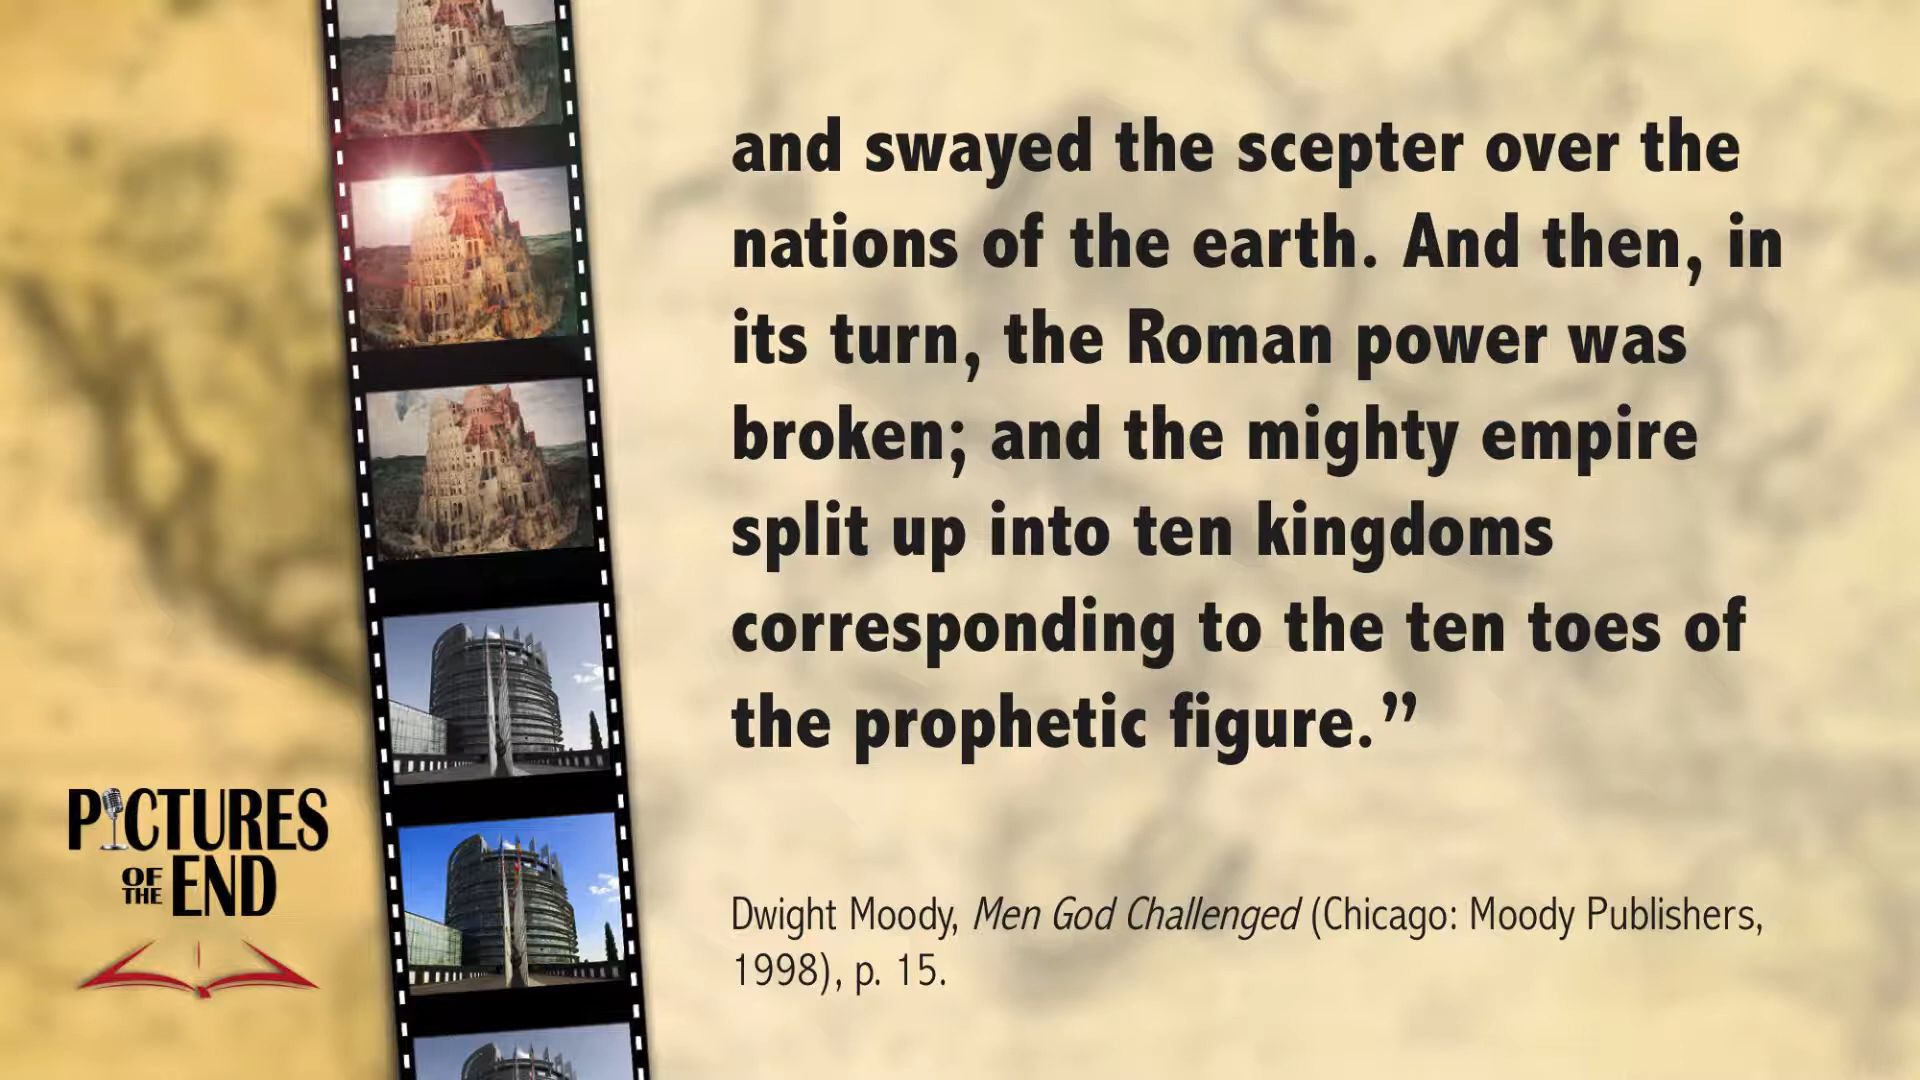 and swayed the scepter over the
nations of the earth. And then, in
its turn, the Roman power was
broken; and the mighty empire
split up into ten kingdoms
corresponding to the ten toes of
the prophetic figure.”
Dwight Moody, Men God Challenged (Chicago: Moody Publishers,
1998), p. 15.
PICTURES
OF THE END